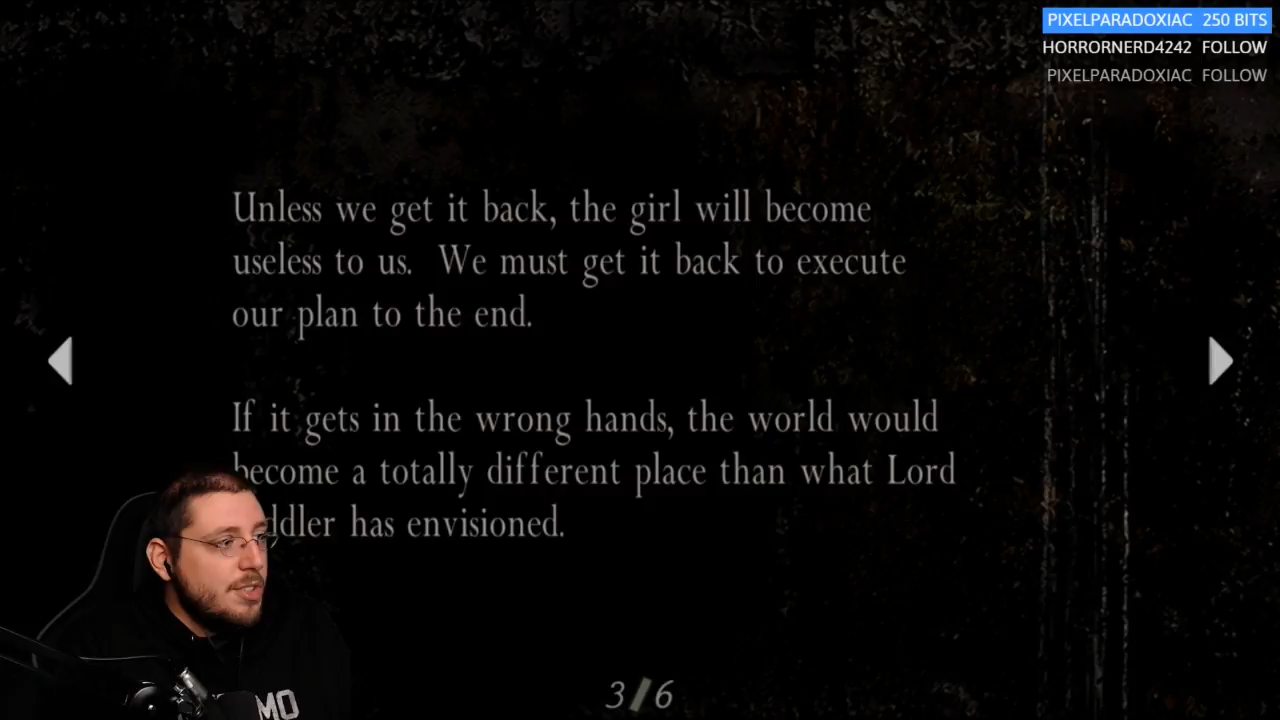 PIXELPARADOXIAC 250 BITS
HORRORNERD4242 FOLLOW
PIXELPARADOXIAC FOLLOW
Unless we get it back, the girl will become
useless to us. We must get it back to execute
our plan to the end.
If it gets in the wrong hands, the world would
become a totally different place than what Lord
ddler has envisioned.
MO
3/6